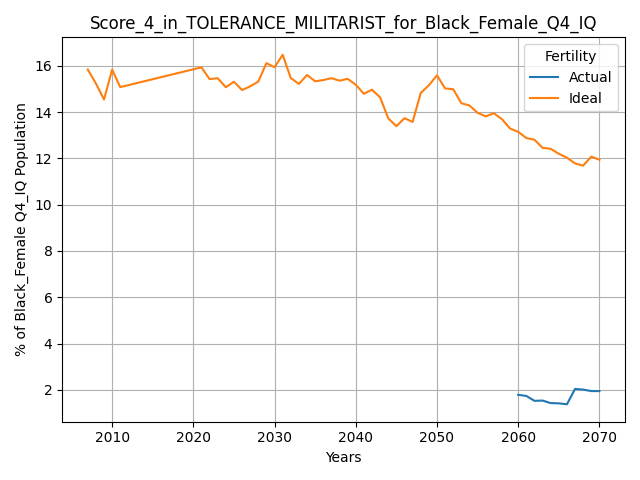 Score_4_in_TOLERANCE_MILITARIST_for_Black_Female_Q4_IQ
Fertility
Actual
Ideal
% of Black_Female Q4_IQ Population
16
14
12
10
8
6
4
2
2010 2020 2030 2040 2050 2060 2070
Years